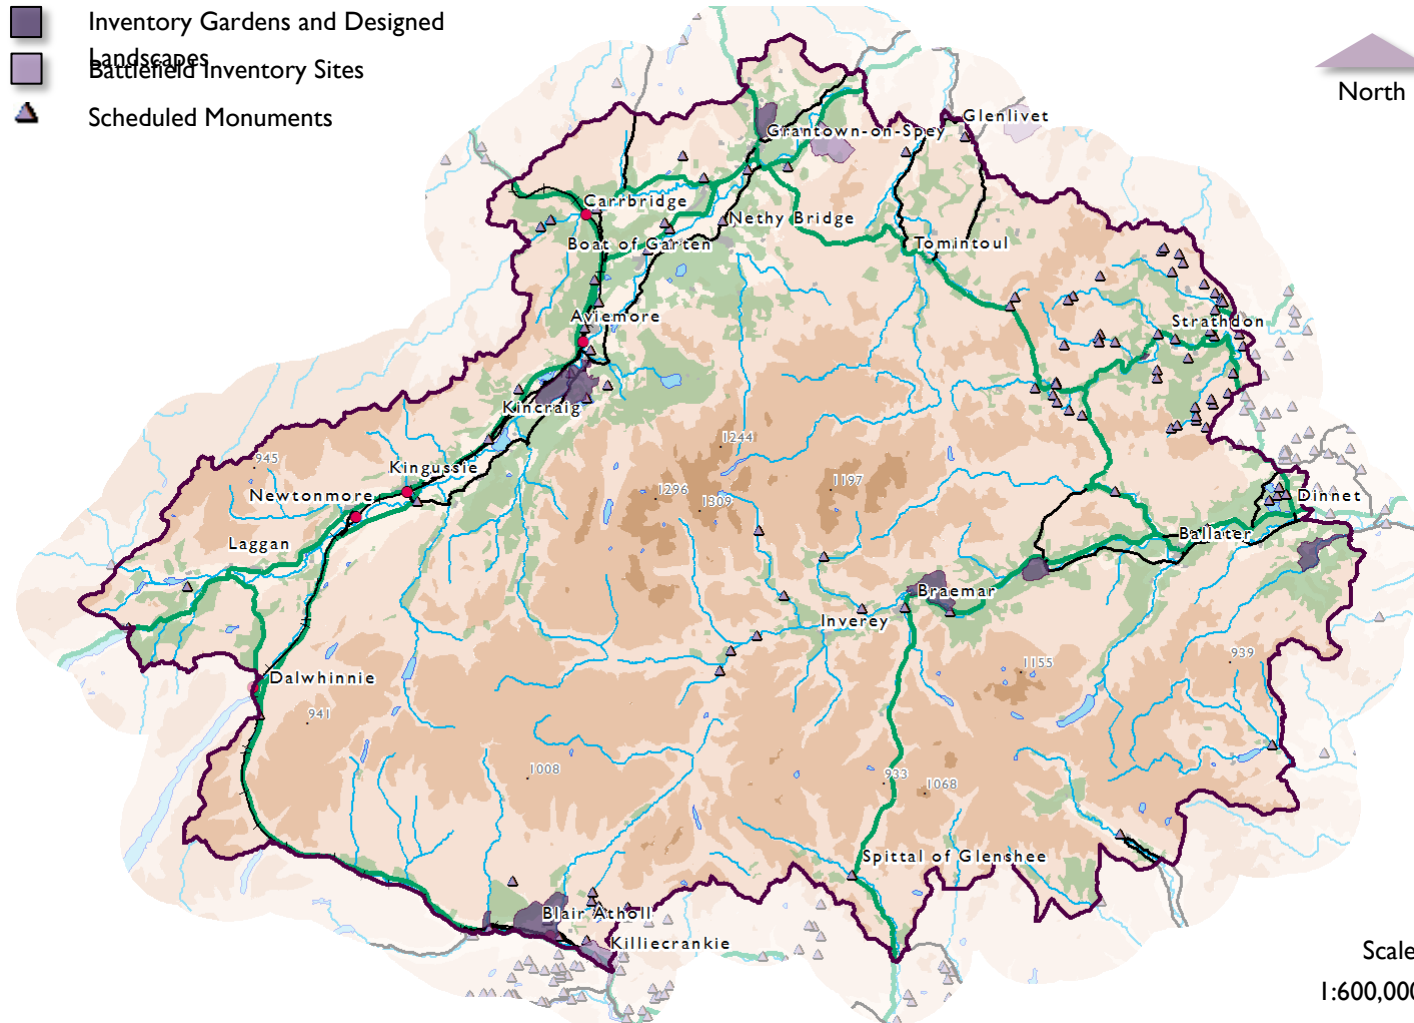 Inventory Gardens and Designed
Landscapes
Battlefield Inventory Sites
Scheduled Monuments
North
Glenlivet
Grantown-on-Spey
Carrbridge
Nethy Bridge
Boat of Garten
Tomintoul
Aviemore
Strathdon
Kincraig
1244
945
Kingussie
1197
1296
Newtonmore
1309
Dinnet
Laggan
Ballater
Braemar
Inverey
939
1155
Dalwhinnie
941
1008
933
1068
Spittal of Glenshee
Blair Atholl
Killiecrankie
Scale
1:600,000